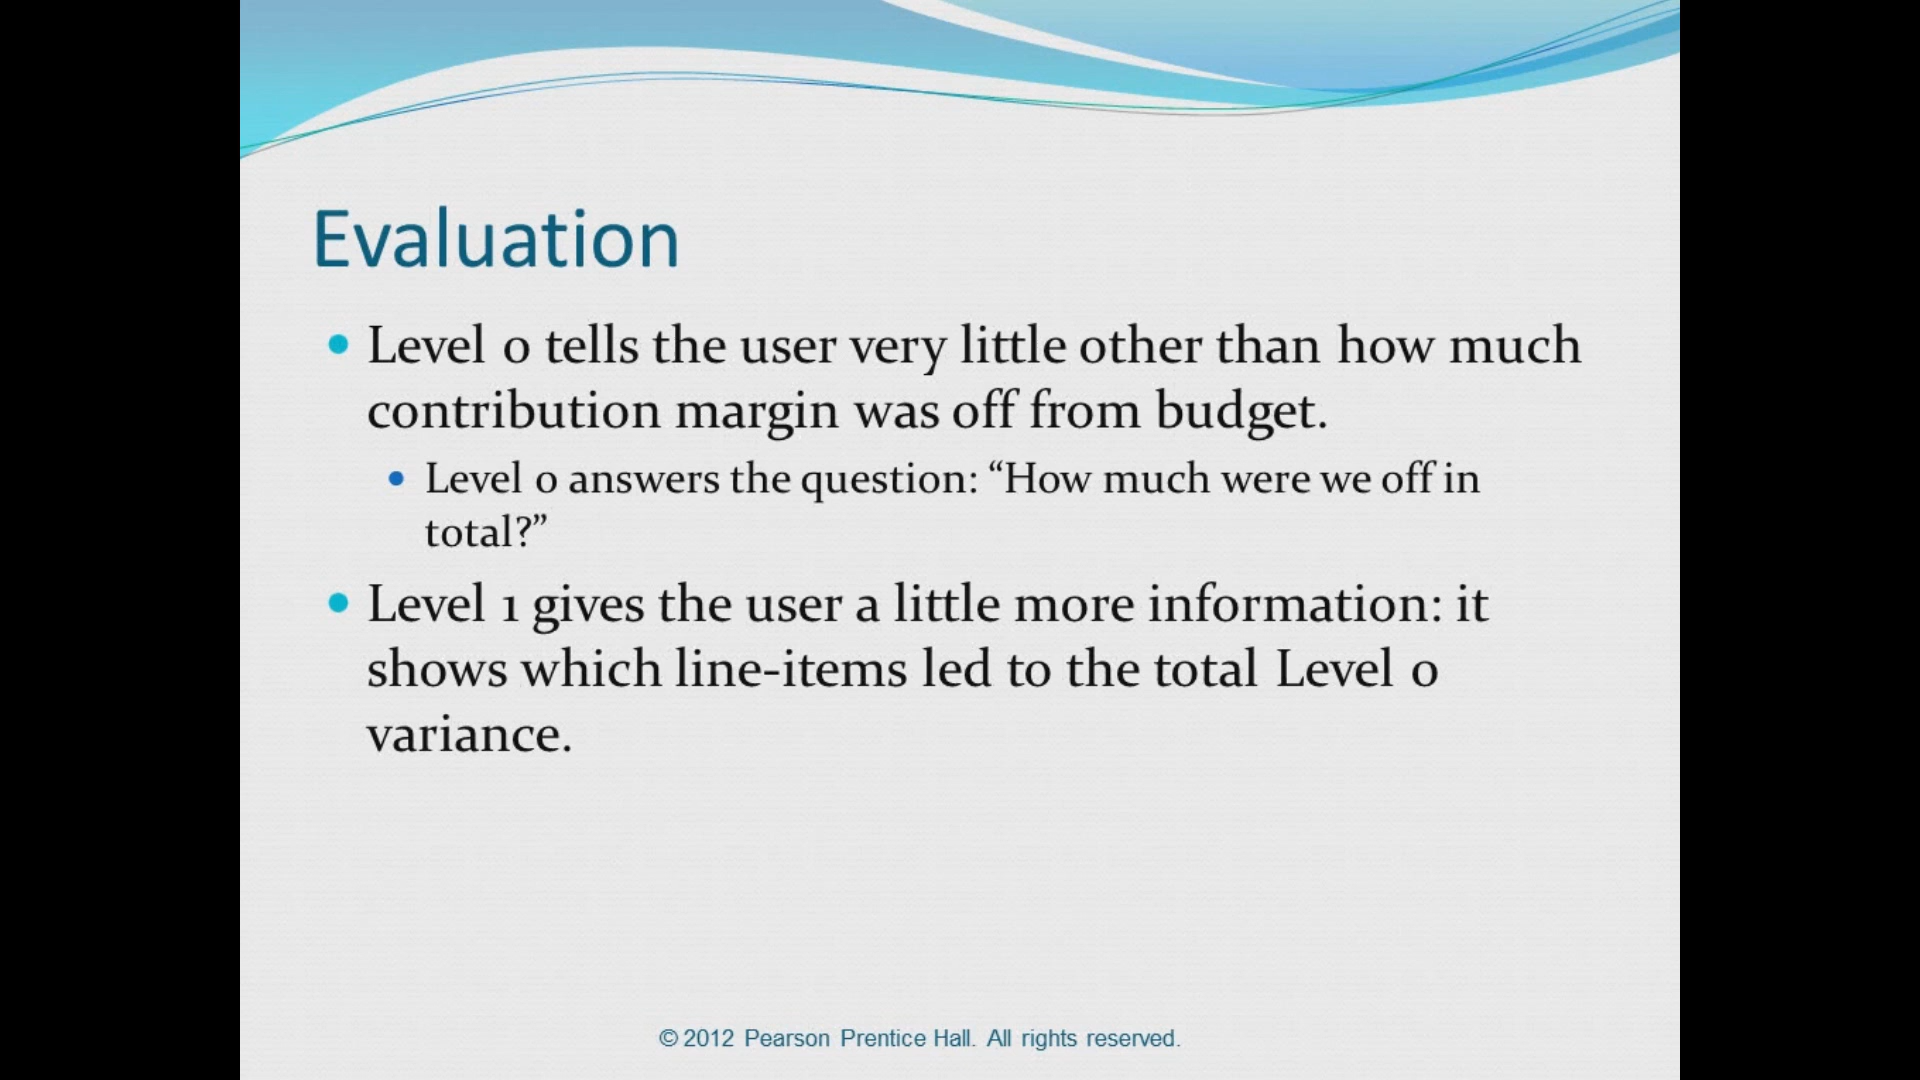 Evaluation
• Level 0 tells the user very little other than how much
contribution margin was off from budget.
• Level 0 answers the question: “How much were we off in
total?”
• Level 1 gives the user a little more information: it
shows which line-items led to the total Level 0
variance.
© 2012 Pearson Prentice Hall. All rights reserved.